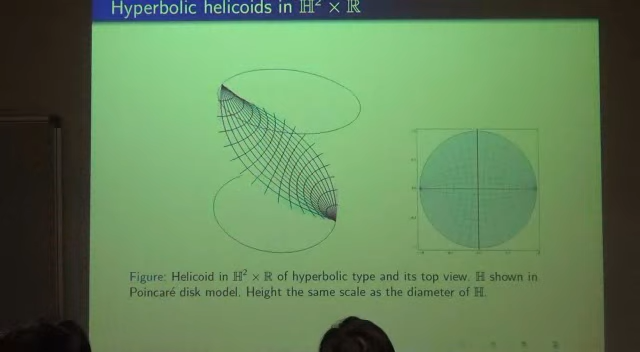 Hyperbolic helicoids in ℍ² × ℝ
Figure: Helicoid in ℍ² × ℝ of hyperbolic type and its top view. ℍ shown in
Poincaré disk model. Height the same scale as the diameter of ℍ.